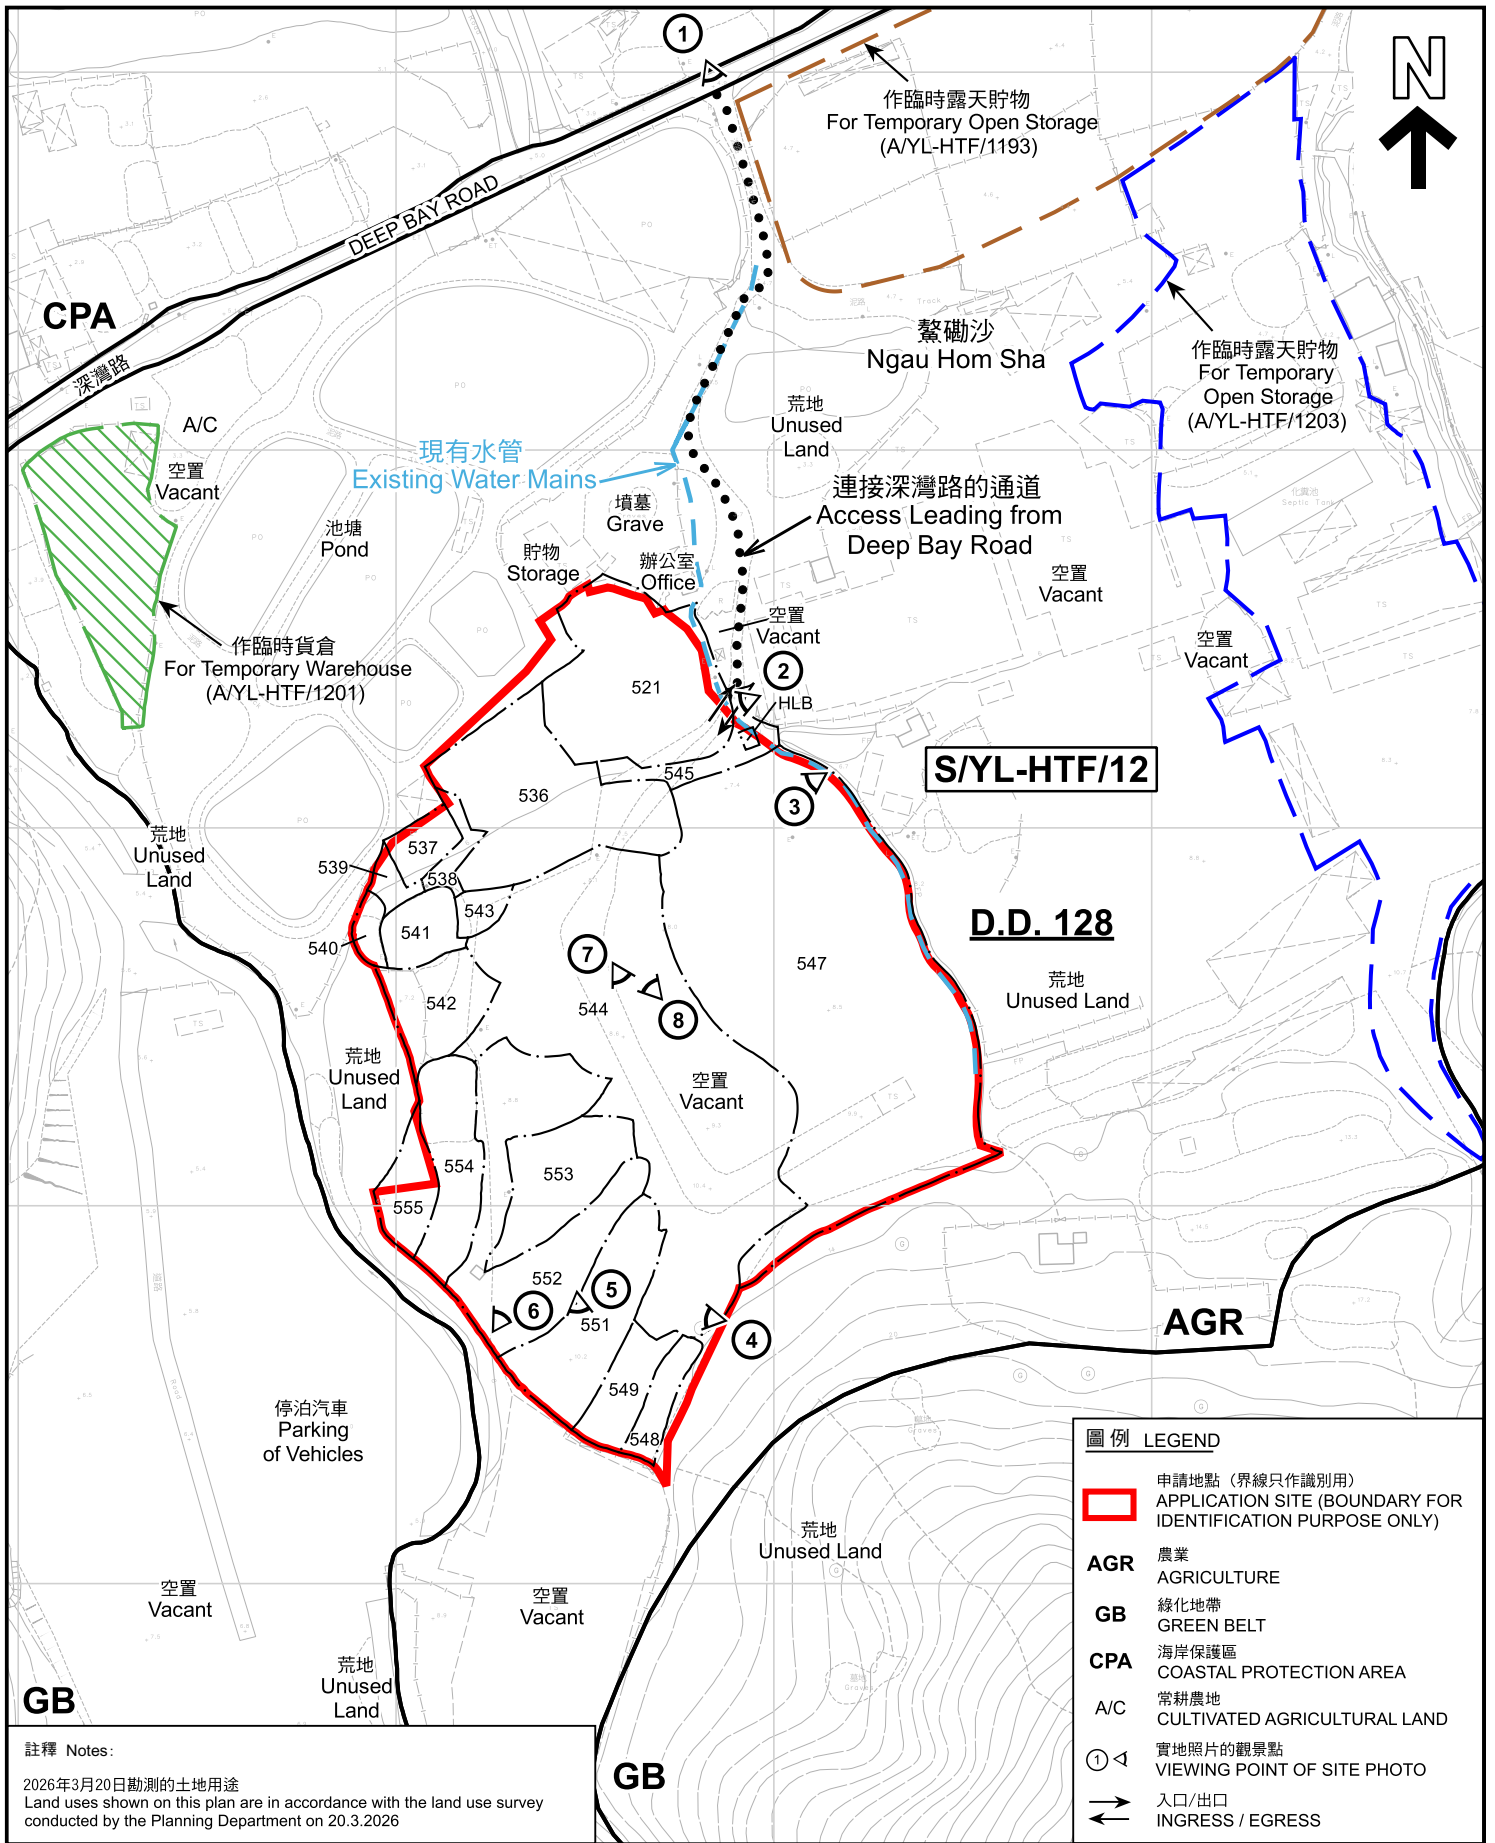 1
N
作臨時露天貯物
For Temporary Open Storage
(A/YL-HTF/1193)
DEEP BAY ROAD
CPA
深灣路
鰲磡沙
Ngau Hom Sha
作臨時露天貯物
For Temporary
Open Storage
(A/YL-HTF/1203)
A/C
荒地
Unused
Land
現有水管
Existing Water Mains
空置
Vacant
連接深灣路的通道
Access Leading from
Deep Bay Road
墳墓
Grave
池塘
Pond
貯物
Storage
辦公室
Office
空置
Vacant
空置
Vacant
空置
Vacant
作臨時貨倉
For Temporary Warehouse
(A/YL-HTF/1201)
2
521
HLB
S/YL-HTF/12
545
536
3
荒地
Unused
Land
537
539
538
543
541
540
D.D. 128
7
547
荒地
Unused Land
542
544
8
荒地
Unused
Land
空置
Vacant
554
553
555
552
5
6
551
4
AGR
549
停泊汽車
Parking
of Vehicles
548
荒地
Unused Land
空置
Vacant
空置
Vacant
荒地
Unused
Land
GB
GB
圖例 LEGEND
申請地點（界線只作識別用）
APPLICATION SITE (BOUNDARY FOR
IDENTIFICATION PURPOSE ONLY)
AGR 農業
AGRICULTURE
GB 綠化地帶
GREEN BELT
CPA 海岸保護區
COASTAL PROTECTION AREA
A/C 常耕農地
CULTIVATED AGRICULTURAL LAND
1 實地照片的觀景點
VIEWING POINT OF SITE PHOTO
入口/出口
INGRESS / EGRESS
註釋 Notes:
2026年3月20日勘測的土地用途
Land uses shown on this plan are in accordance with the land use survey
conducted by the Planning Department on 20.3.2026